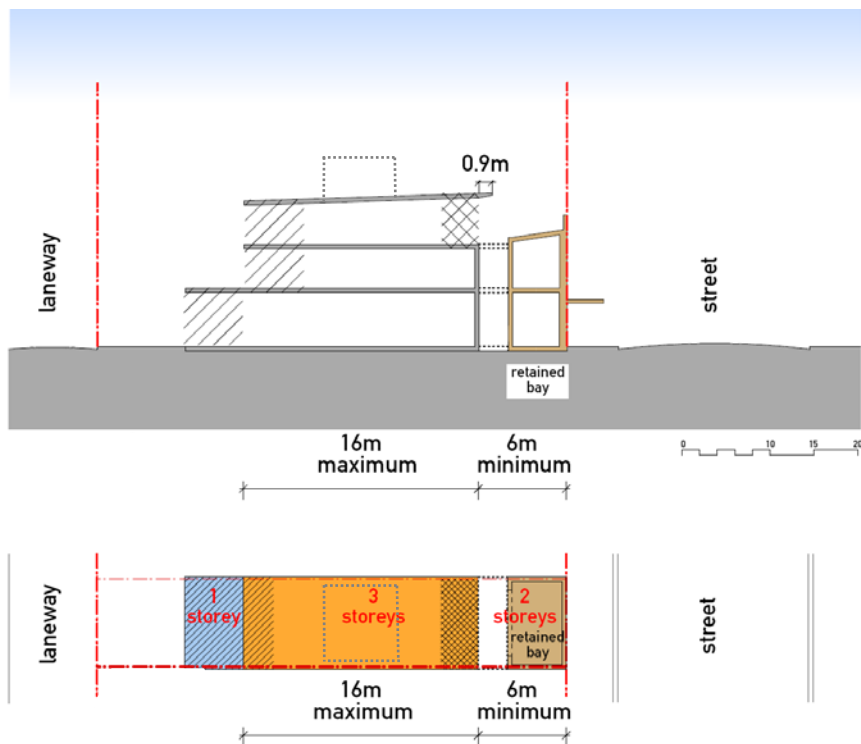 0.9m
laneway
street
retained
bay
16m
maximum
6m
minimum
0
10
15
20
laneway
1
storey
3
storeys
2
storeys
retained
bay
street
16m
maximum
6m
minimum